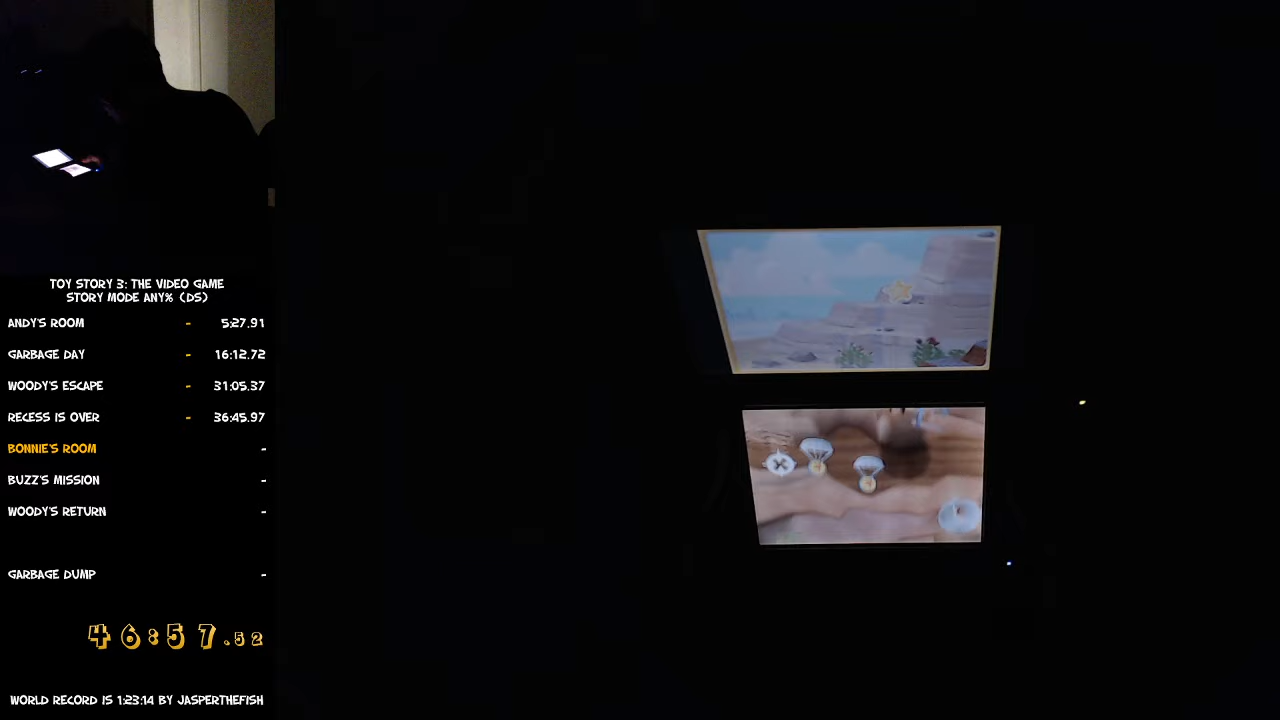 TOY STORY 3: THE VIDEO GAME
STORY MODE ANY% (DS)
ANDY'S ROOM - 5:27.91
GARBAGE DAY - 16:12.72
WOODY'S ESCAPE - 31:05.37
RECESS IS OVER - 36:45.97
BONNIE'S ROOM -
BUZZ'S MISSION -
WOODY'S RETURN -
GARBAGE DUMP -
46:57.52
WORLD RECORD IS 1:23:14 BY JASPERTHEFISH